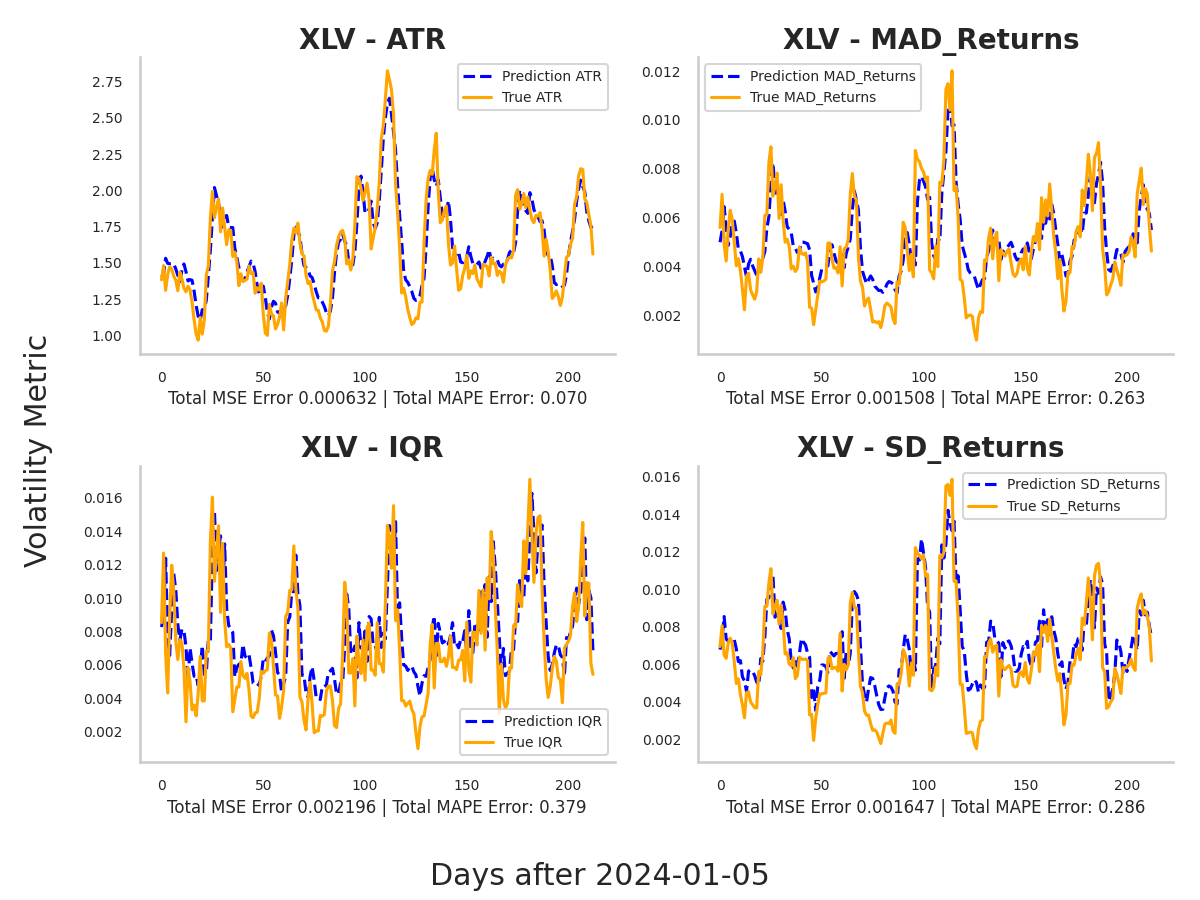 XLV - ATR
2.75
2.50
2.25
2.00
1.75
1.50
1.25
1.00
Prediction ATR
True ATR
0 50 100 150 200
Total MSE Error 0.000632 | Total MAPE Error: 0.070
XLV - MAD_Returns
0.012
0.010
0.008
0.006
0.004
0.002
Prediction MAD_Returns
True MAD_Returns
0 50 100 150 200
Total MSE Error 0.001508 | Total MAPE Error: 0.263
Volatility Metric
XLV - IQR
0.016
0.014
0.012
0.010
0.008
0.006
0.004
0.002
Prediction IQR
True IQR
0 50 100 150 200
Total MSE Error 0.002196 | Total MAPE Error: 0.379
XLV - SD_Returns
0.016
0.014
0.012
0.010
0.008
0.006
0.004
0.002
Prediction SD_Returns
True SD_Returns
0 50 100 150 200
Total MSE Error 0.001647 | Total MAPE Error: 0.286
Days after 2024-01-05